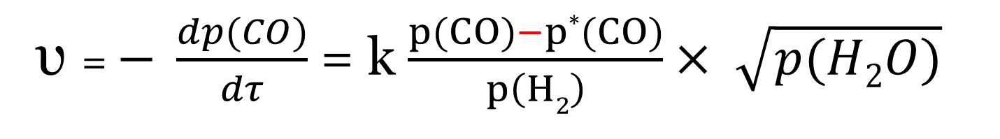 υ = − dp(CO)/dτ = k p(CO)−p*(CO)/p(H₂) × √p(H₂O)